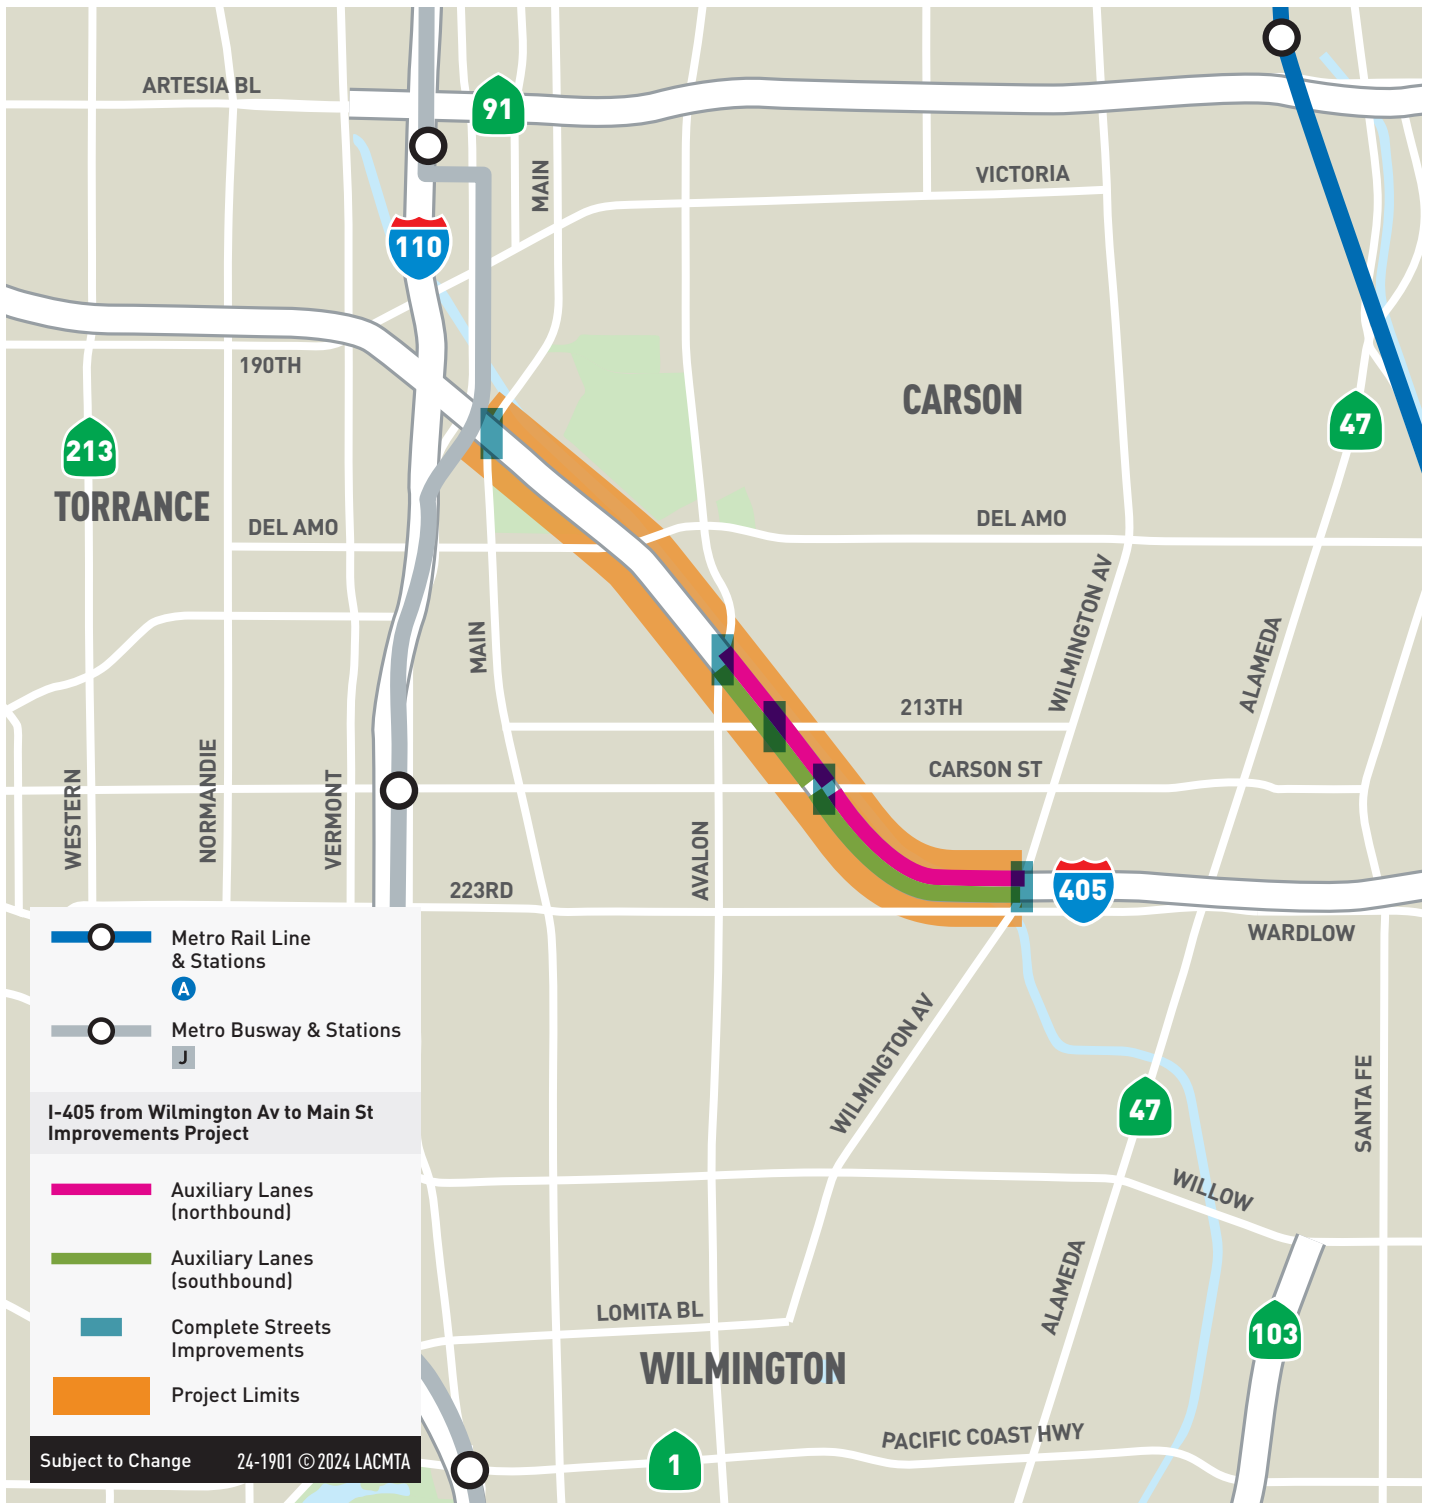 ARTESIA BL
91
MAIN
VICTORIA
110
190TH
CARSON
47
213
TORRANCE
DEL AMO
DEL AMO
WILMINGTON AV
MAIN
ALAMEDA
213TH
CARSON ST
WESTERN
NORMANDIE
VERMONT
AVALON
223RD
405
WARDLOW
WILMINGTON AV
47
SANTA FE
WILLOW
ALAMEDA
LOMITA BL
103
WILMINGTON
PACIFIC COAST HWY
1
Metro Rail Line
& Stations
A
Metro Busway & Stations
J
I-405 from Wilmington Av to Main St
Improvements Project
Auxiliary Lanes
(northbound)
Auxiliary Lanes
(southbound)
Complete Streets
Improvements
Project Limits
Subject to Change 24-1901 © 2024 LACMTA